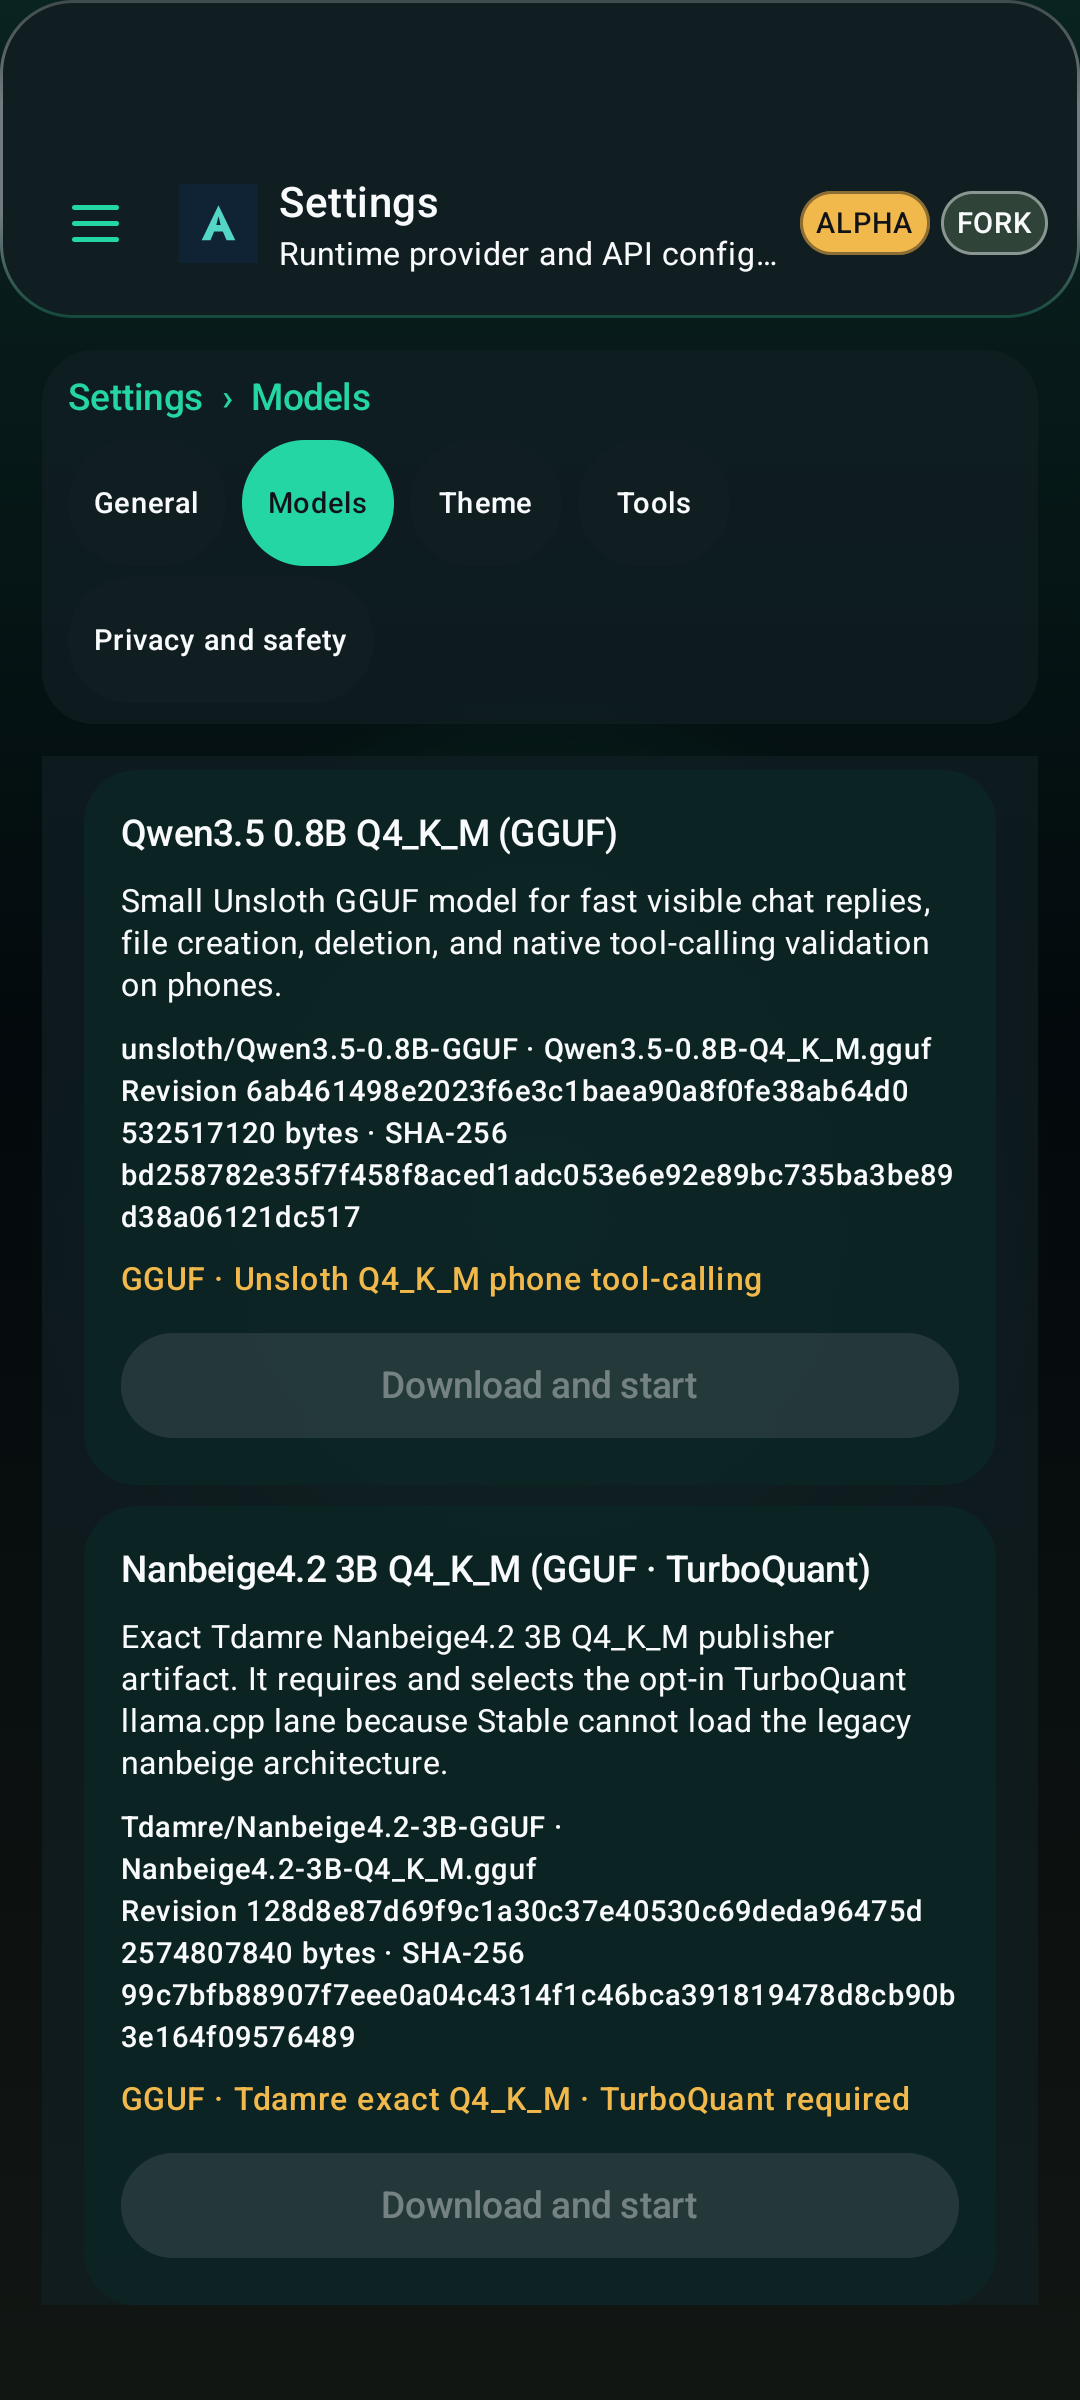 Settings
Runtime provider and API config…
ALPHA
FORK
Settings › Models
General
Models
Theme
Tools
Privacy and safety
Qwen3.5 0.8B Q4_K_M (GGUF)
Small Unsloth GGUF model for fast visible chat replies,
file creation, deletion, and native tool-calling validation
on phones.
unsloth/Qwen3.5-0.8B-GGUF · Qwen3.5-0.8B-Q4_K_M.gguf
Revision 6ab461498e2023f6e3c1baea90a8f0fe38ab64d0
532517120 bytes · SHA-256
bd258782e35f7f458f8aced1adc053e6e92e89bc735ba3be89
d38a06121dc517
GGUF · Unsloth Q4_K_M phone tool-calling
Download and start
Nanbeige4.2 3B Q4_K_M (GGUF · TurboQuant)
Exact Tdamre Nanbeige4.2 3B Q4_K_M publisher
artifact. It requires and selects the opt-in TurboQuant
llama.cpp lane because Stable cannot load the legacy
nanbeige architecture.
Tdamre/Nanbeige4.2-3B-GGUF ·
Nanbeige4.2-3B-Q4_K_M.gguf
Revision 128d8e87d69f9c1a30c37e40530c69deda96475d
2574807840 bytes · SHA-256
99c7bfb88907f7eee0a04c4314f1c46bca391819478d8cb90b
3e164f09576489
GGUF · Tdamre exact Q4_K_M · TurboQuant required
Download and start